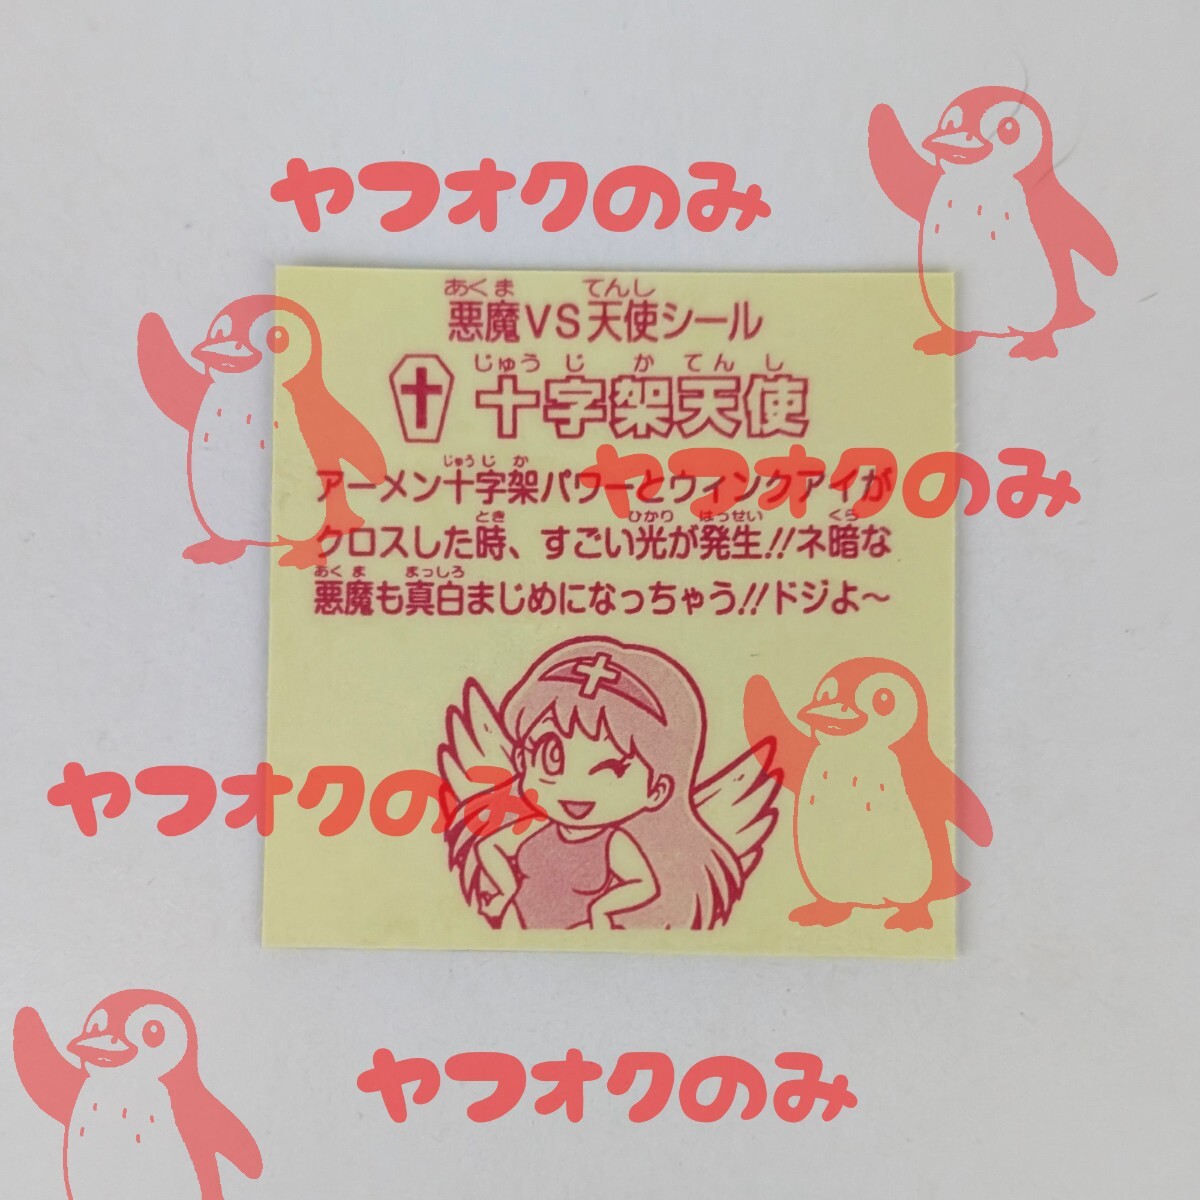 ヤフオクのみ
あくま てんし
悪魔VS天使シール
じゅう じ か てん し
十字架天使
じゅう じ か
アーメン十字架パワーとウィンクアイが
ヤフオクのみ
とき ひかり はっせい くら
クロスした時、すごい光が発生!!ネ暗な
あく ま まっしろ
悪魔も真白まじめになっちゃう!!ドジよ〜
ヤフオクのみ
ヤフオクのみ